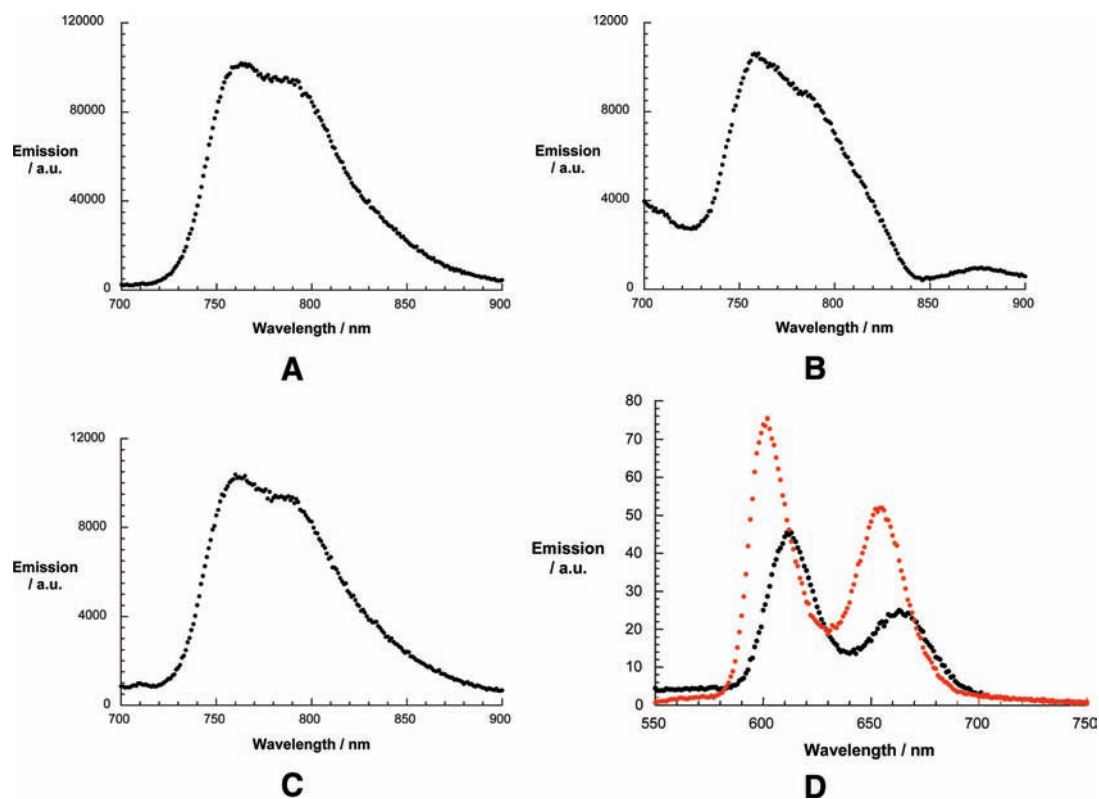 120000
80000
Emission
/ a.u.
40000
0
700 750 800 850 900
Wavelength / nm
A
12000
8000
Emission
/ a.u.
4000
0
700 750 800 850 900
Wavelength / nm
B
12000
8000
Emission
/ a.u.
4000
0
700 750 800 850 900
Wavelength / nm
C
80
70
60
50
40
Emission
/ a.u.
30
20
10
0
550 600 650 700 750
Wavelength / nm
D